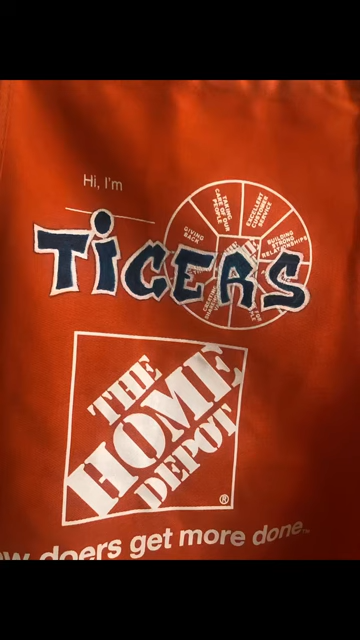 Hi, I'm
TiGERS
GIVING BACK
TAKING CARE OF OUR PEOPLE
EXCELLENT CUSTOMER SERVICE
BUILDING STRONG RELATIONSHIPS
THE
HOME
DEPOT
®
doers get more done.™